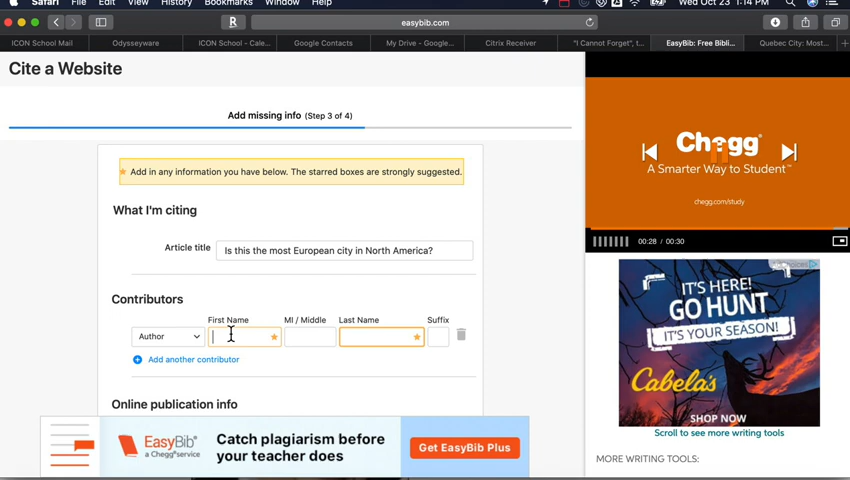 Safari File Edit View History Bookmarks Window Help Wed Oct 23 1:14 PM
easybib.com
ICON School Mail Odysseyware ICON School - Cale... Google Contacts My Drive - Google... Citrix Receiver "I Cannot Forget", t... EasyBib: Free Bibli... Quebec City: Most...
Cite a Website
Add missing info (Step 3 of 4)
Add in any information you have below. The starred boxes are strongly suggested.
What I'm citing
Article title Is this the most European city in North America?
Contributors
First Name MI / Middle Last Name Suffix
Author
Add another contributor
Online publication info
EasyBib®
a Chegg service
Catch plagiarism before
your teacher does
Get EasyBib Plus
Chegg
A Smarter Way to Student™
chegg.com/study
00:28 / 00:30
IT'S HERE!
GO HUNT
IT'S YOUR SEASON!
Cabela's
SHOP NOW
Scroll to see more writing tools
MORE WRITING TOOLS: